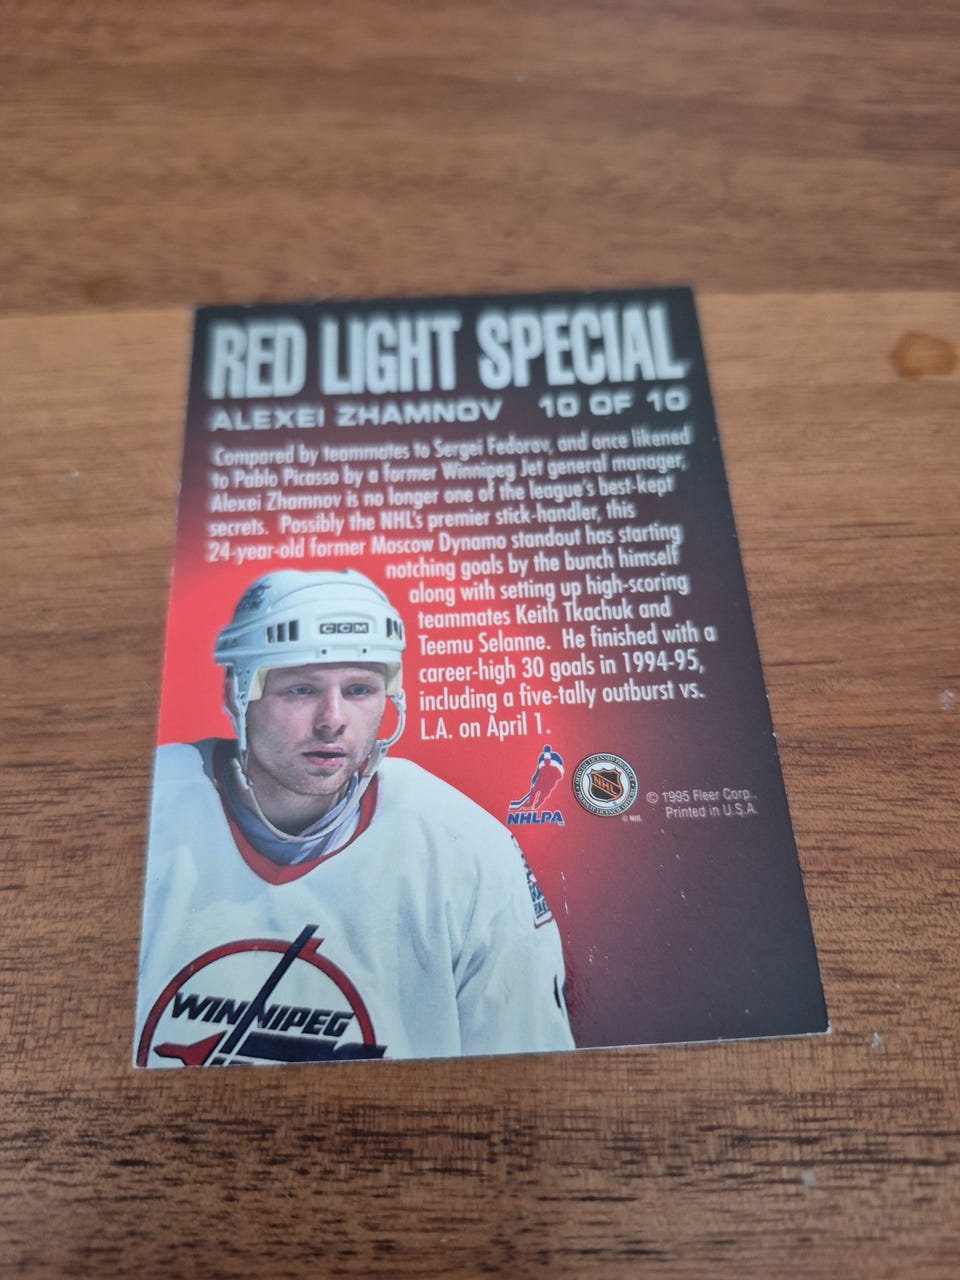 RED LIGHT SPECIAL
ALEXEI ZHAMNOV 10 OF 10
Compared by teammates to Sergei Fedorov, and once likened
to Pablo Picasso by a former Winnipeg Jet general manager,
Alexei Zhamnov is no longer one of the league's best-kept
secrets. Possibly the NHL's premier stick-handler, this
24-year-old former Moscow Dynamo standout has starting
notching goals by the bunch himself
along with setting up high-scoring
teammates Keith Tkachuk and
Teemu Selanne. He finished with a
career-high 30 goals in 1994-95,
including a five-tally outburst vs.
L.A. on April 1.
CCM
NHLPA
NHL
© NHL
© 1995 Fleer Corp.,
Printed in U.S.A.
WINNIPEG